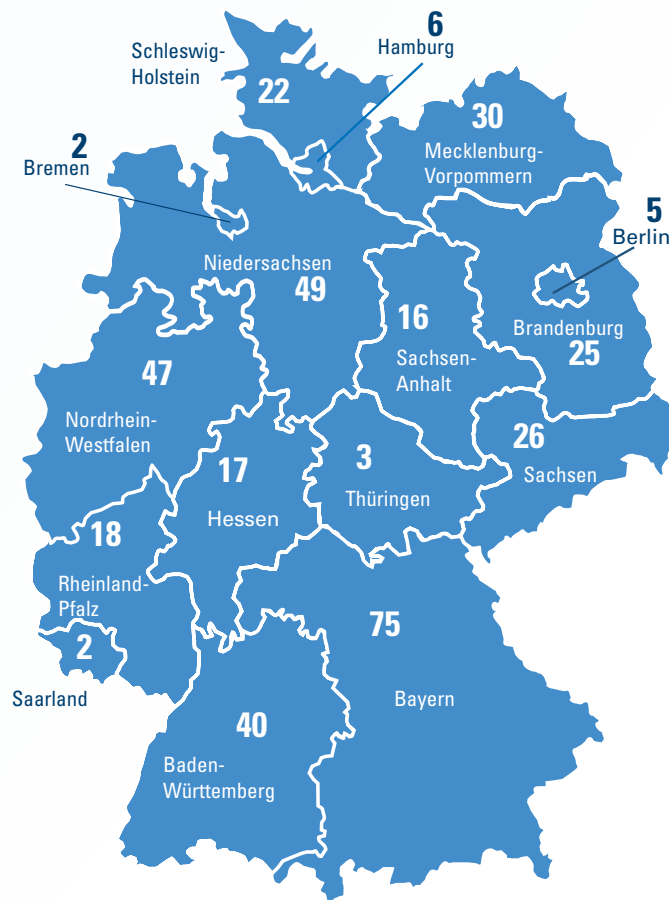 6
Hamburg
Schleswig-
Holstein
22
30
Mecklenburg-
Vorpommern
2
Bremen
5
Berlin
Niedersachsen
49
16
Sachsen-
Anhalt
Brandenburg
25
47
Nordrhein-
Westfalen
26
Sachsen
17
Hessen
3
Thüringen
18
Rheinland-
Pfalz
2
Saarland
75
Bayern
40
Baden-
Württemberg